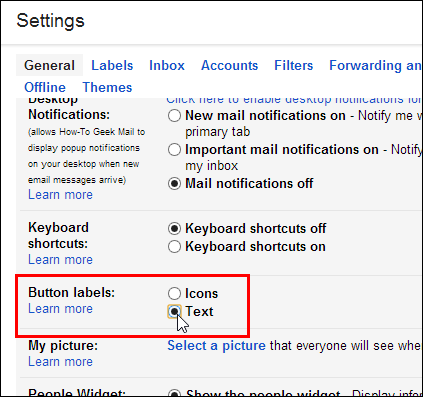 Settings
General Labels Inbox Accounts Filters Forwarding an
Offline Themes
Desktop Click here to enable desktop notifications for
Notifications: New mail notifications on - Notify me w
(allows How-To Geek Mail to primary tab
display popup notifications Important mail notifications on - Notify
on your desktop when new my inbox
email messages arrive) Mail notifications off
Learn more
Keyboard Keyboard shortcuts off
shortcuts: Keyboard shortcuts on
Learn more
Button labels: Icons
Learn more Text
My picture: Select a picture that everyone will see whe
Learn more
People Widget: Show the people widget - Display infor